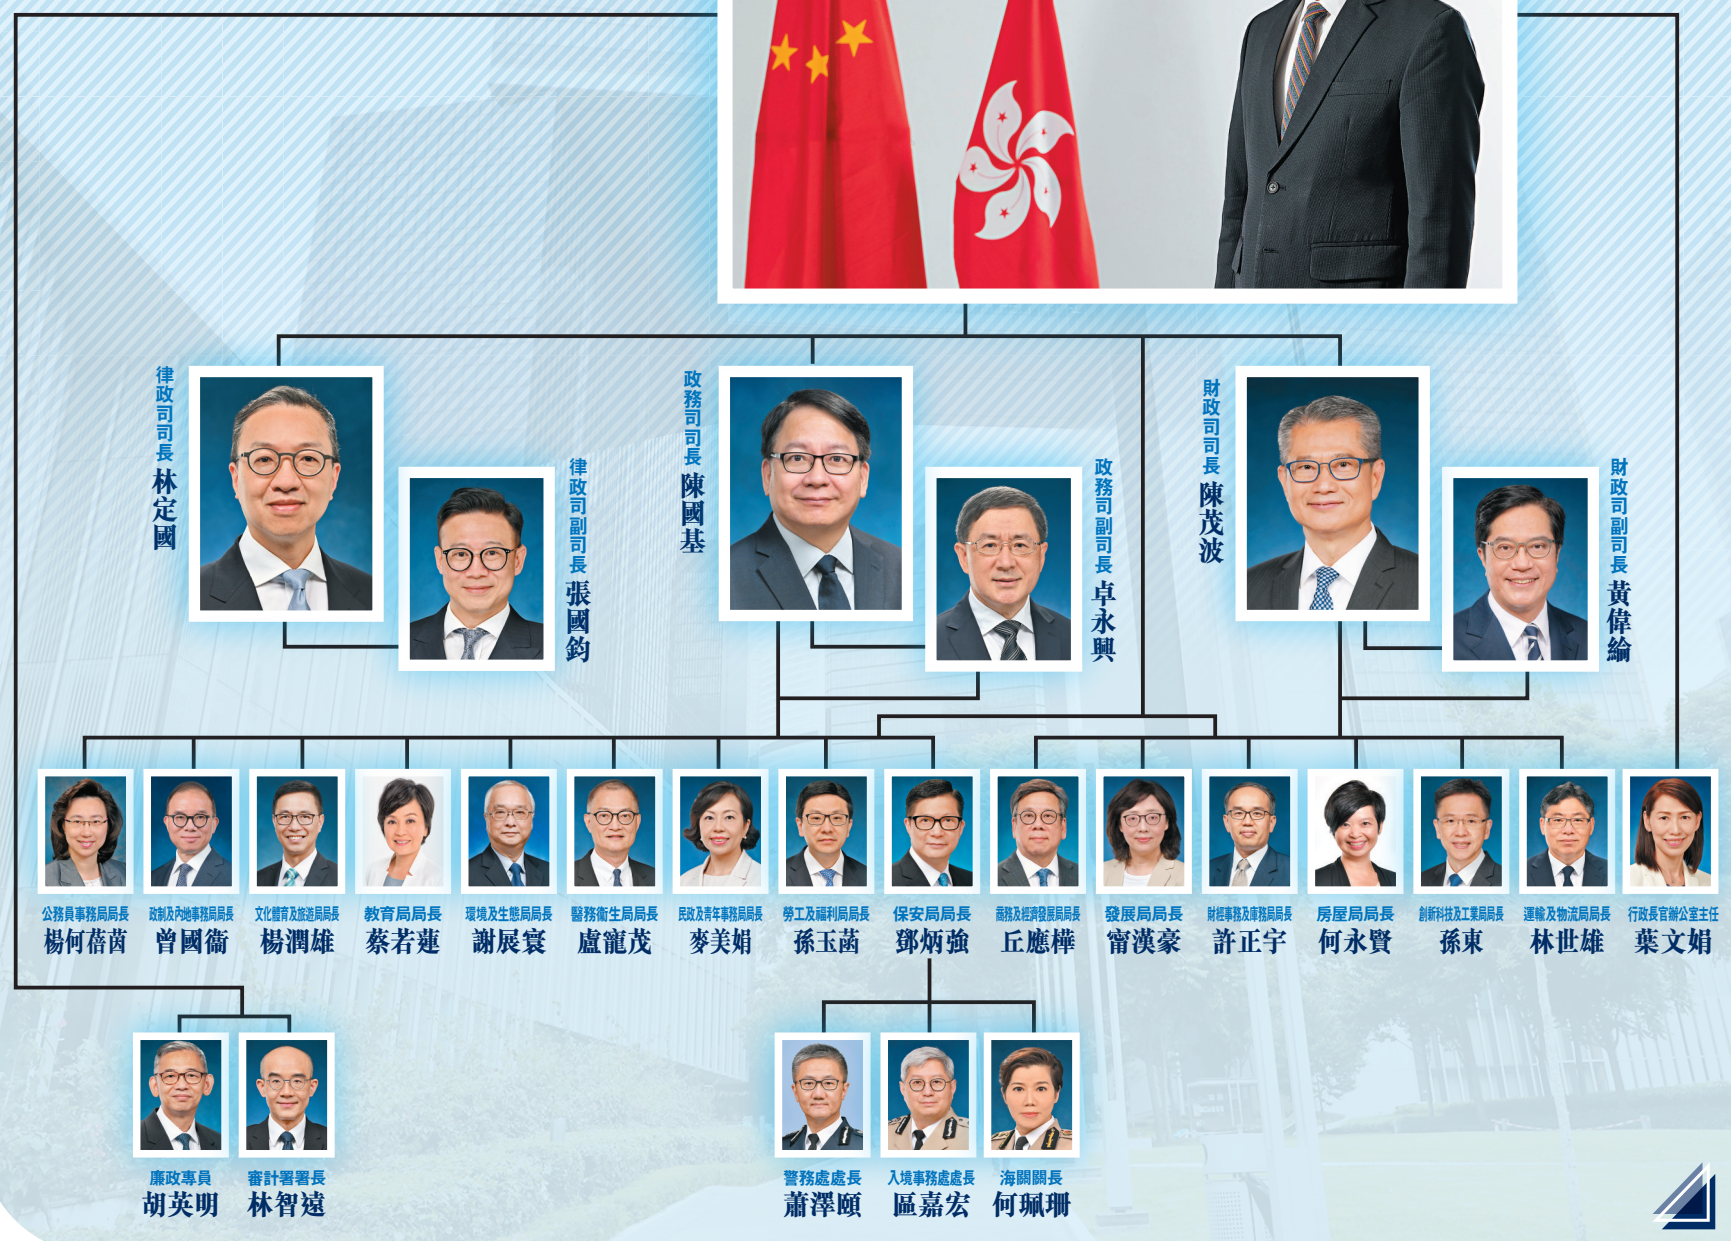 律政司司長 林定國
律政司副司長 張國鈞
政務司司長 陳國基
政務司副司長 卓永興
財政司司長 陳茂波
財政司副司長 黃偉綸
公務員事務局局長
楊何蓓茵
政制及內地事務局局長
曾國衞
文化體育及旅遊局局長
楊潤雄
教育局局長
蔡若蓮
環境及生態局局長
謝展寰
醫務衞生局局長
盧寵茂
民政及青年事務局局長
麥美娟
勞工及福利局局長
孫玉菡
保安局局長
鄧炳強
商務及經濟發展局局長
丘應樺
發展局局長
甯漢豪
財經事務及庫務局局長
許正宇
房屋局局長
何永賢
創新科技及工業局局長
孫東
運輸及物流局局長
林世雄
行政長官辦公室主任
葉文娟
廉政專員
胡英明
審計署署長
林智遠
警務處處長
蕭澤頤
入境事務處處長
區嘉宏
海關關長
何珮珊